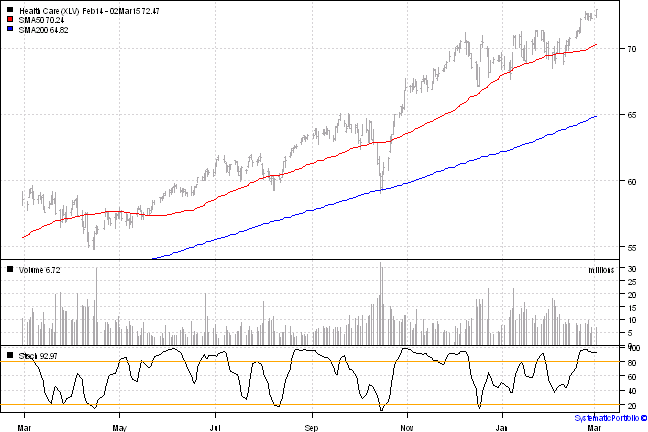 Health Care (XLV) Feb14 - 02Mar15 72.47
SMA50 70.24
SMA200 64.82
70
65
60
55
Volume 6.72
millions
30
25
20
15
10
5
0
Stoch 92.97
100
80
60
40
20
Mar May Jul Sep Nov Jan Mar
SystematicPortfolio ©